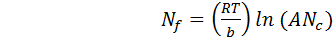 N_f = (RT/b) ln (AN_c)